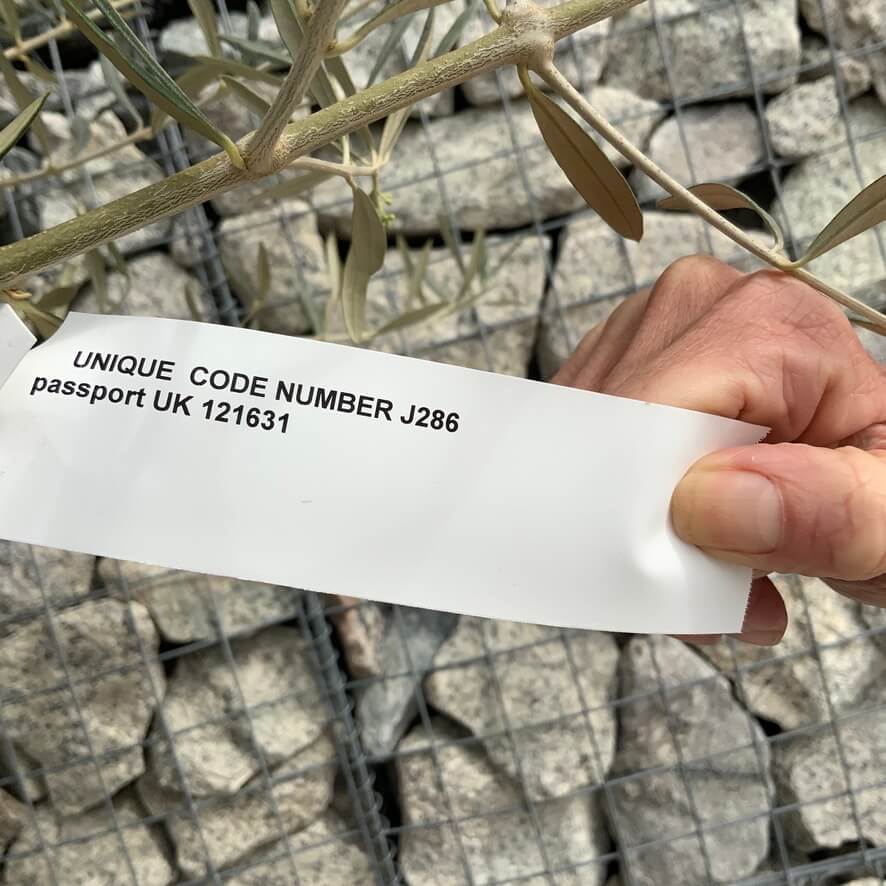 UNIQUE CODE NUMBER J286
passport UK 121631